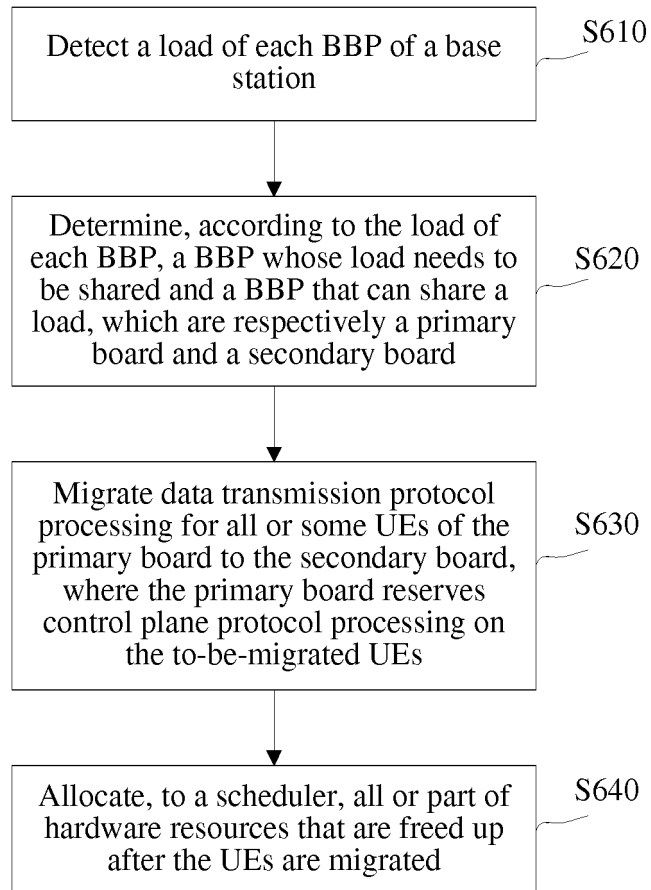 Detect a load of each BBP of a base
station
S610
Determine, according to the load of
each BBP, a BBP whose load needs to
be shared and a BBP that can share a
load, which are respectively a primary
board and a secondary board
S620
Migrate data transmission protocol
processing for all or some UEs of the
primary board to the secondary board,
where the primary board reserves
control plane protocol processing on
the to-be-migrated UEs
S630
Allocate, to a scheduler, all or part of
hardware resources that are freed up
after the UEs are migrated
S640